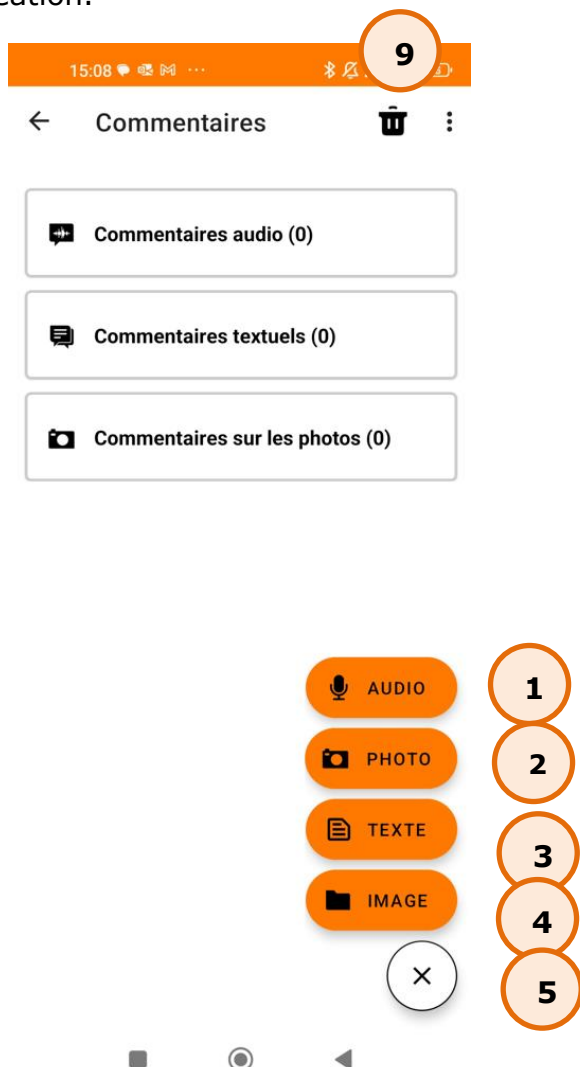 9
15:08
Commentaires
Commentaires audio (0)
Commentaires textuels (0)
Commentaires sur les photos (0)
AUDIO
1
PHOTO
2
TEXTE
3
IMAGE
4
5